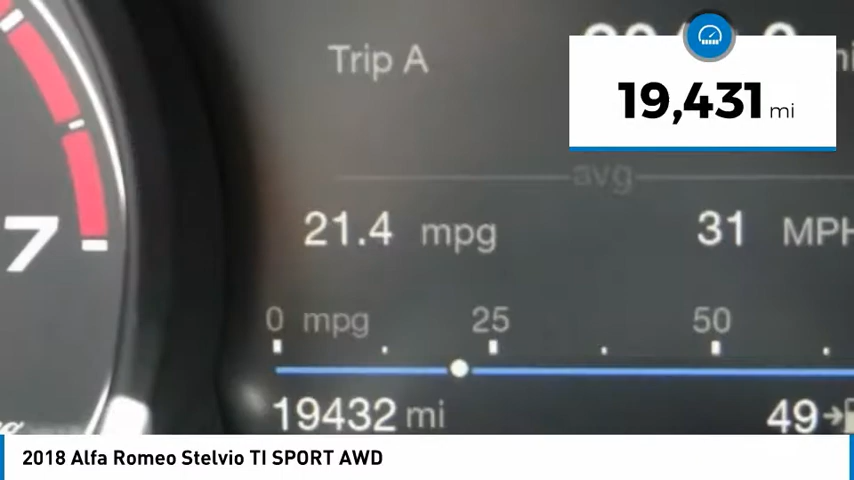 Trip A
19,431 mi
avg
21.4 mpg 31 MPH
7
0 mpg 25 50
19432 mi 49
2018 Alfa Romeo Stelvio TI SPORT AWD